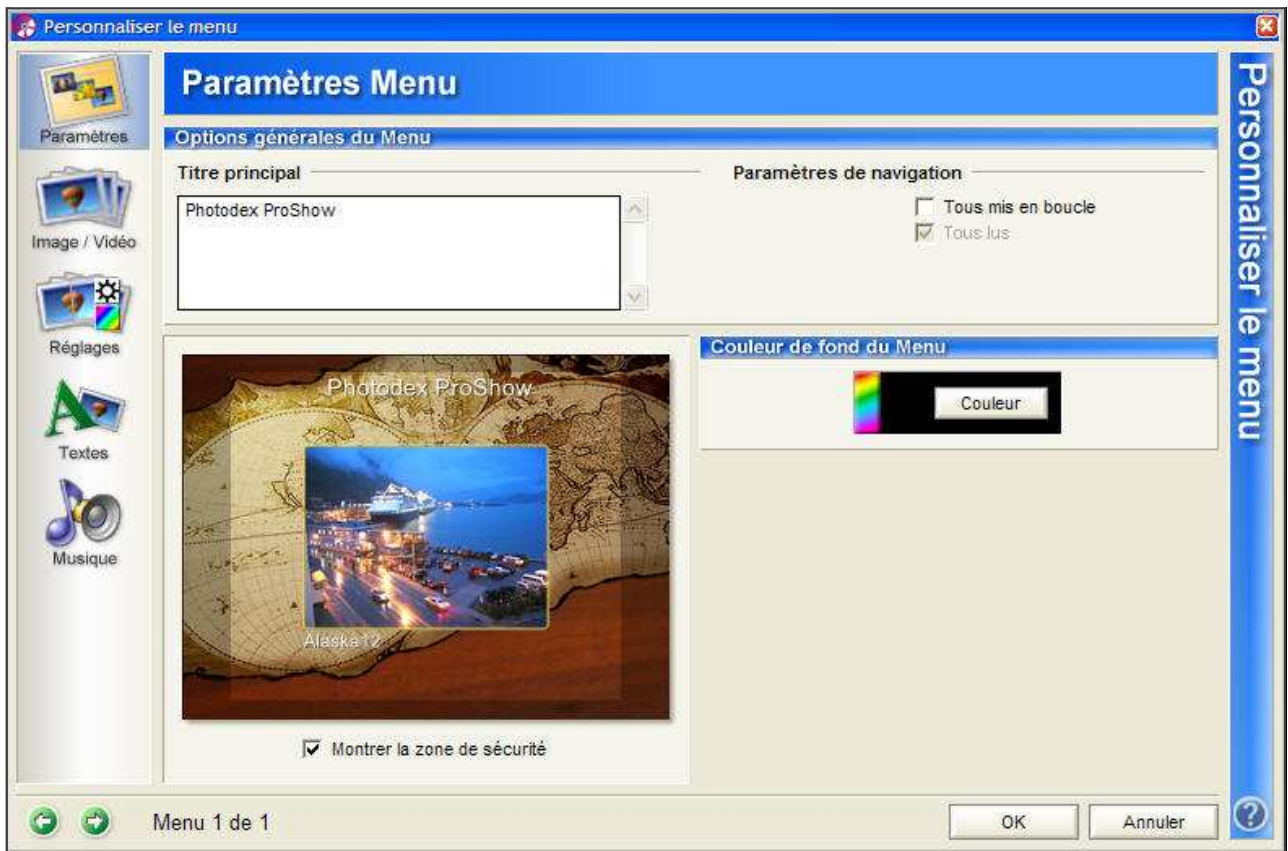 Personnaliser le menu
Paramètres
Image / Vidéo
Réglages
Textes
Musique
Paramètres Menu
Options générales du Menu
Titre principal
Photodex ProShow
Paramètres de navigation
Tous mis en boucle
Tous lus
Photodex ProShow
Alaska12
Montrer la zone de sécurité
Couleur de fond du Menu
Couleur
Personnaliser le menu
Menu 1 de 1
OK
Annuler
?